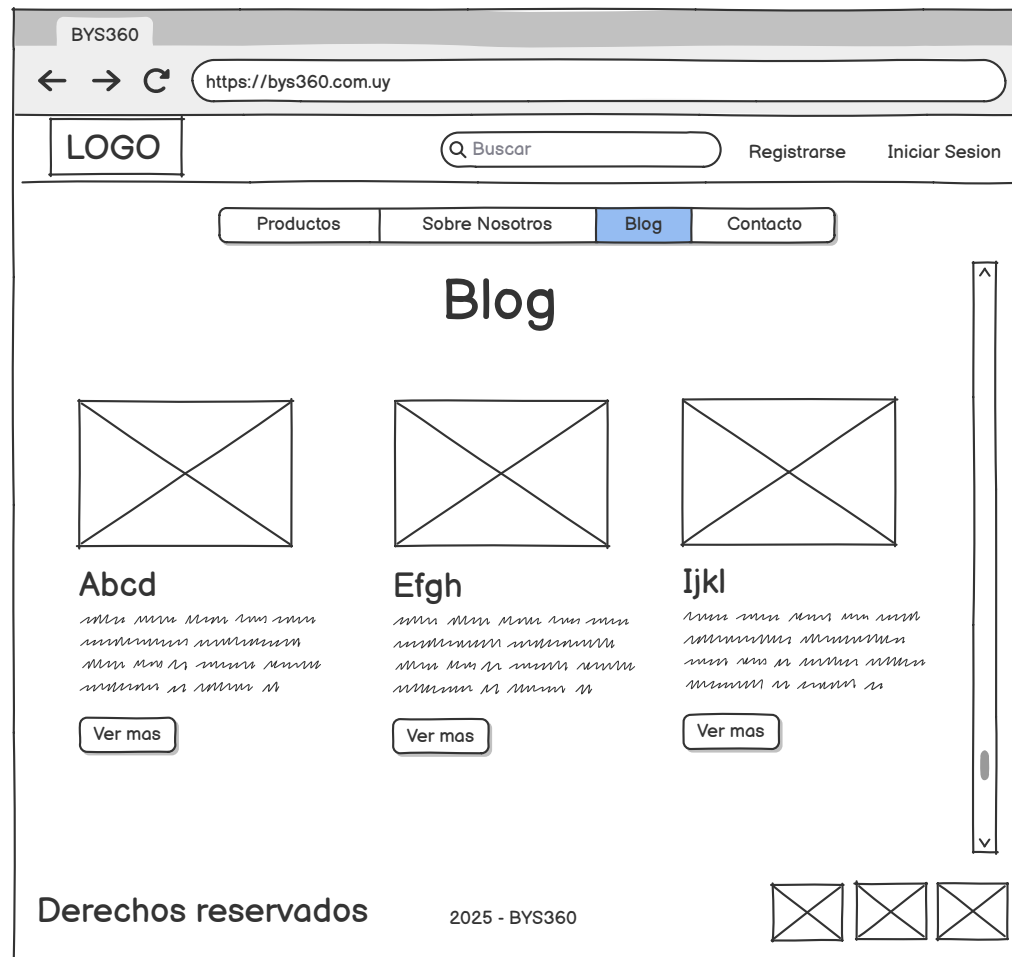 BYS360
https://bys360.com.uy
LOGO
Buscar
Registrarse
Iniciar Sesion
Productos
Sobre Nosotros
Blog
Contacto
Blog
Abcd
Efgh
Ijkl
Ver mas
Ver mas
Ver mas
Derechos reservados
2025 - BYS360